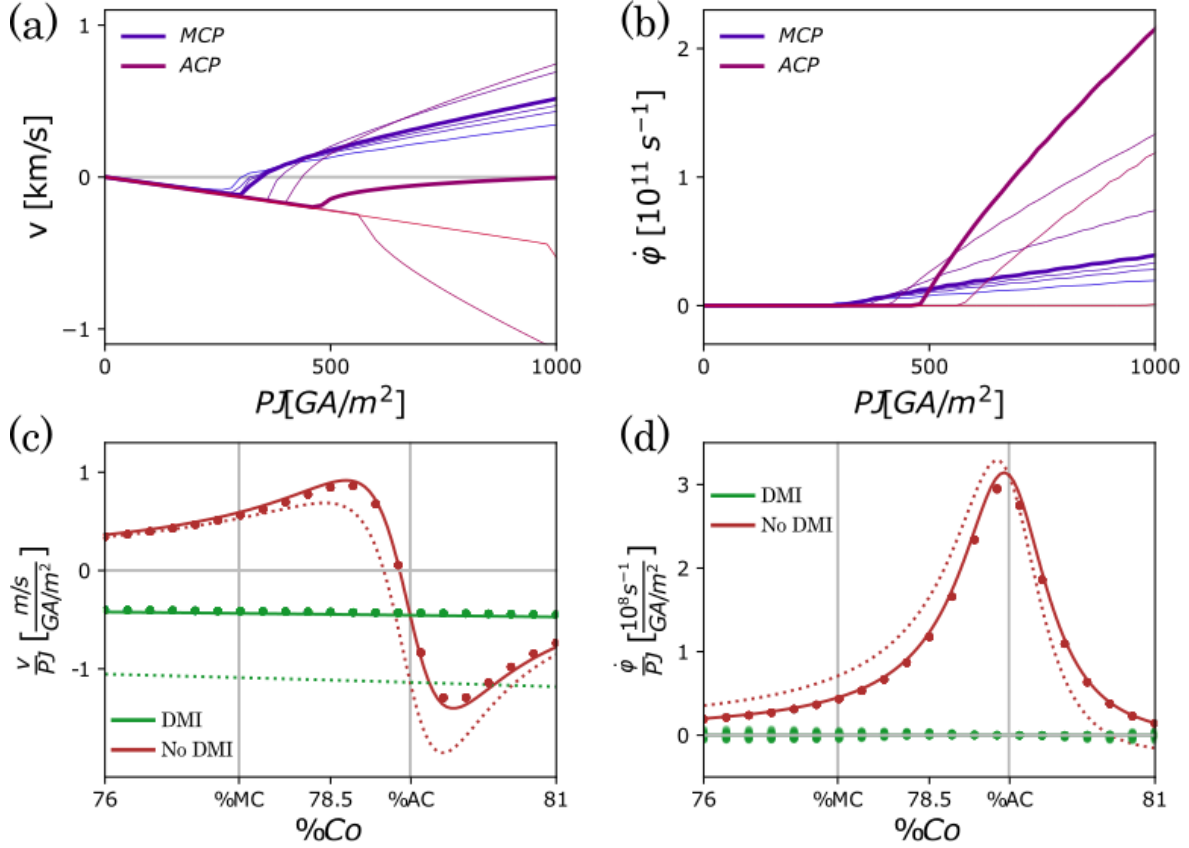 (a)
MCP
ACP
1
0
−1
v [km/s]
0
500
1000
PJ[GA/m²]
(b)
MCP
ACP
2
1
0
φ̇ [10¹¹ s⁻¹]
0
500
1000
PJ[GA/m²]
(c)
1
0
-1
v/PJ [m/s / GA/m²]
DMI
No DMI
76
%MC
78.5
%AC
81
%Co
(d)
DMI
No DMI
3
2
1
0
φ̇/PJ [10⁸s⁻¹ / GA/m²]
76
%MC
78.5
%AC
81
%Co